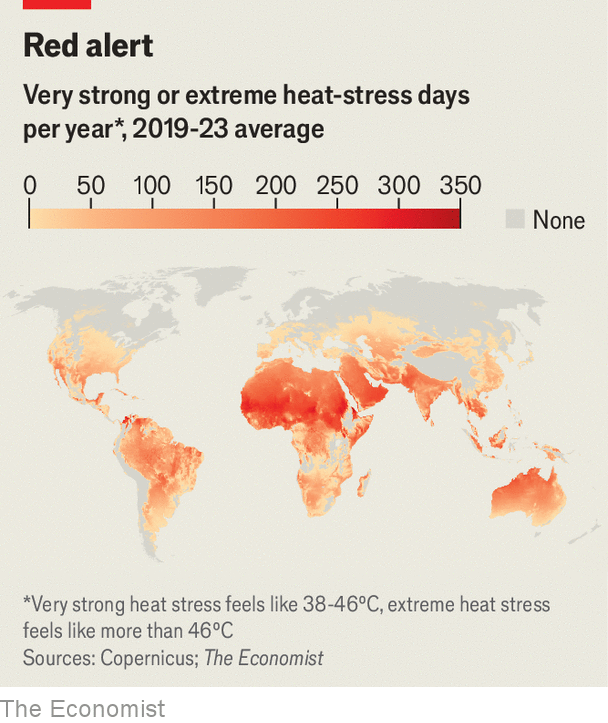 Red alert
Very strong or extreme heat-stress days
per year*, 2019-23 average
0 50 100 150 200 250 300 350
None
*Very strong heat stress feels like 38-46ºC, extreme heat stress
feels like more than 46ºC
Sources: Copernicus; The Economist
The Economist